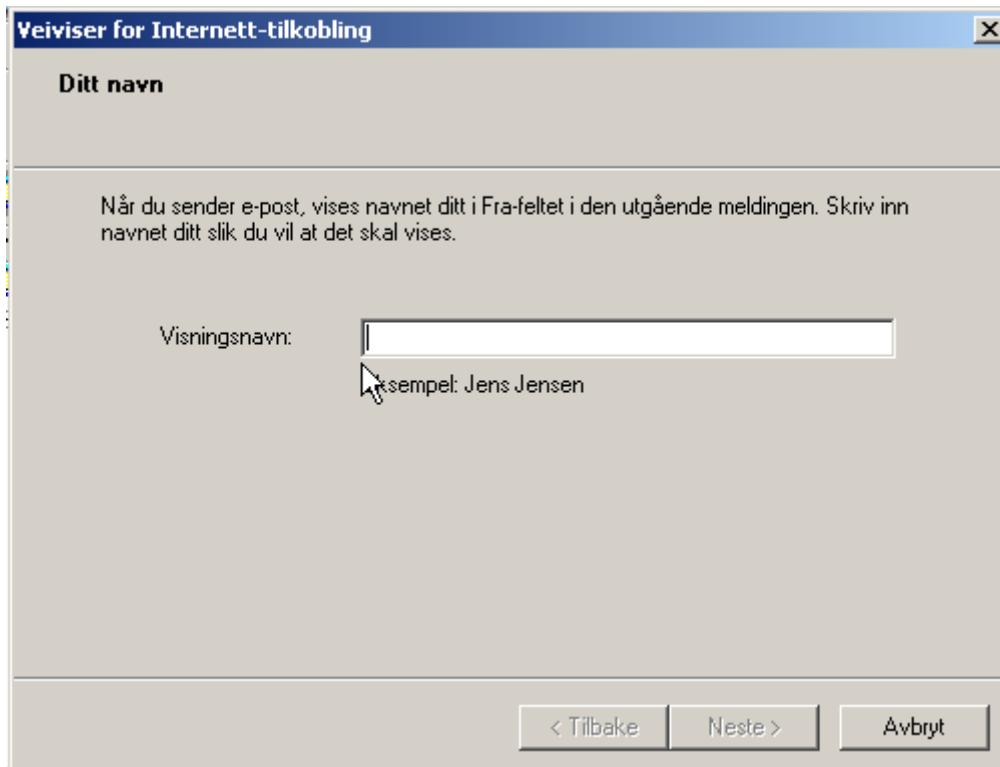 Veiviser for Internett-tilkobling
Ditt navn
Når du sender e-post, vises navnet ditt i Fra-feltet i den utgående meldingen. Skriv inn
navnet ditt slik du vil at det skal vises.
Visningsnavn:
Eksempel: Jens Jensen
< Tilbake
Neste >
Avbryt